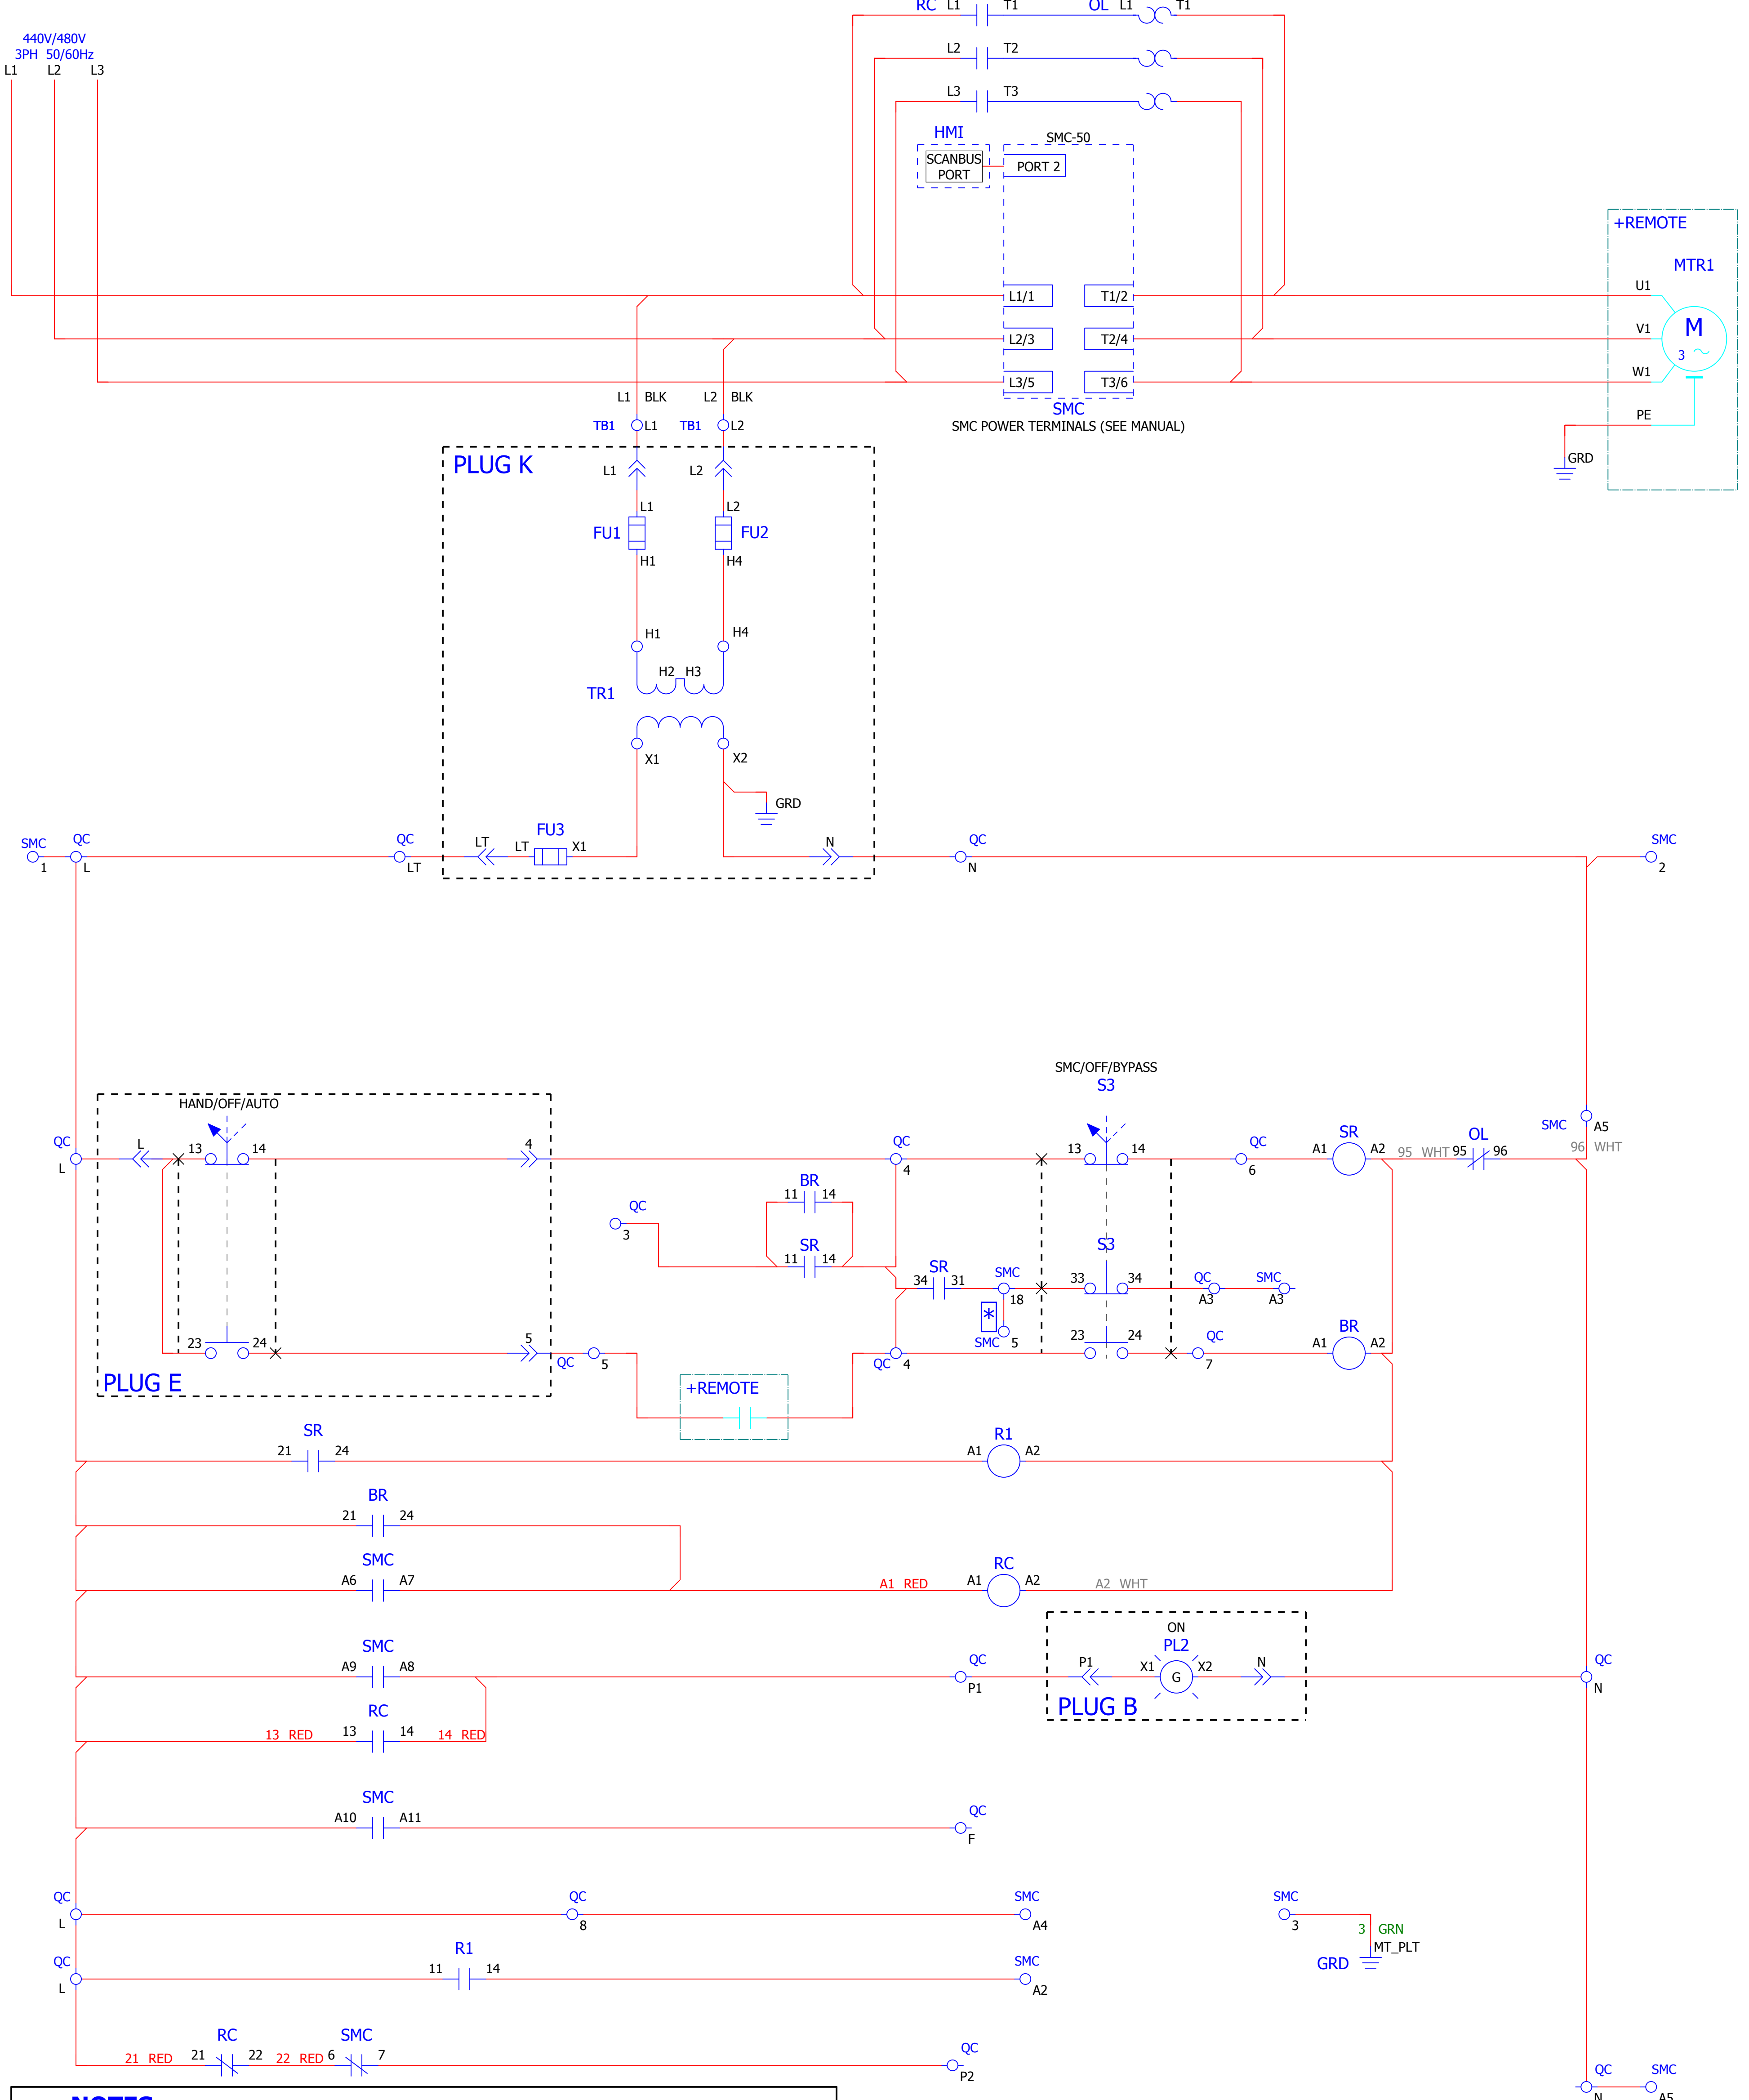 RC L1 T1 OL L1 T1
440V/480V
3PH 50/60Hz
L1 L2 L3
L2 T2
L3 T3
HMI
SMC-50
SCANBUS
PORT
PORT 2
+REMOTE
MTR1
L1/1 T1/2 U1
L2/3 T2/4 V1
M
3
L3/5 T3/6 W1
L1 BLK L2 BLK
SMC
PE
TB1 L1 TB1 L2
SMC POWER TERMINALS (SEE MANUAL)
GRD
PLUG K
L1 L2
L1 L2
FU1 FU2
H1 H4
H1 H4
H2 H3
TR1
X1 X2
GRD
FU3
SMC QC QC LT LT X1 N QC SMC
1 L LT N 2
SMC/OFF/BYPASS
S3
HAND/OFF/AUTO
SMC A5
QC L 13 14 4 QC 13 14 QC SR A1 A2 95 WHT 95 OL 96 96 WHT
L 4 6
BR
11 14
QC
3
SR
11 14
S3
SR
34 31 SMC 33 34 QC SMC
18 A3 A3
*
SMC 5
23 24 5 QC 5 QC 4 23 24 QC 7 A1 BR A2
PLUG E
+REMOTE
SR
21 24
R1
A1 A2
BR
21 24
SMC
A6 A7
A1 RED
RC
A1 A2
A2 WHT
ON
PL2
SMC
A9 A8
QC
P1
P1 X1 G X2 N
QC
N
PLUG B
RC
13 RED 13 14 14 RED
SMC
A10 A11
QC
F
QC QC SMC SMC
L 8 A4 3
3 GRN
MT_PLT
GRD
QC R1 SMC
L 11 14 A2
RC SMC
21 RED 21 22 22 RED 6 7
QC
P2
QC SMC
N A5
NOTES